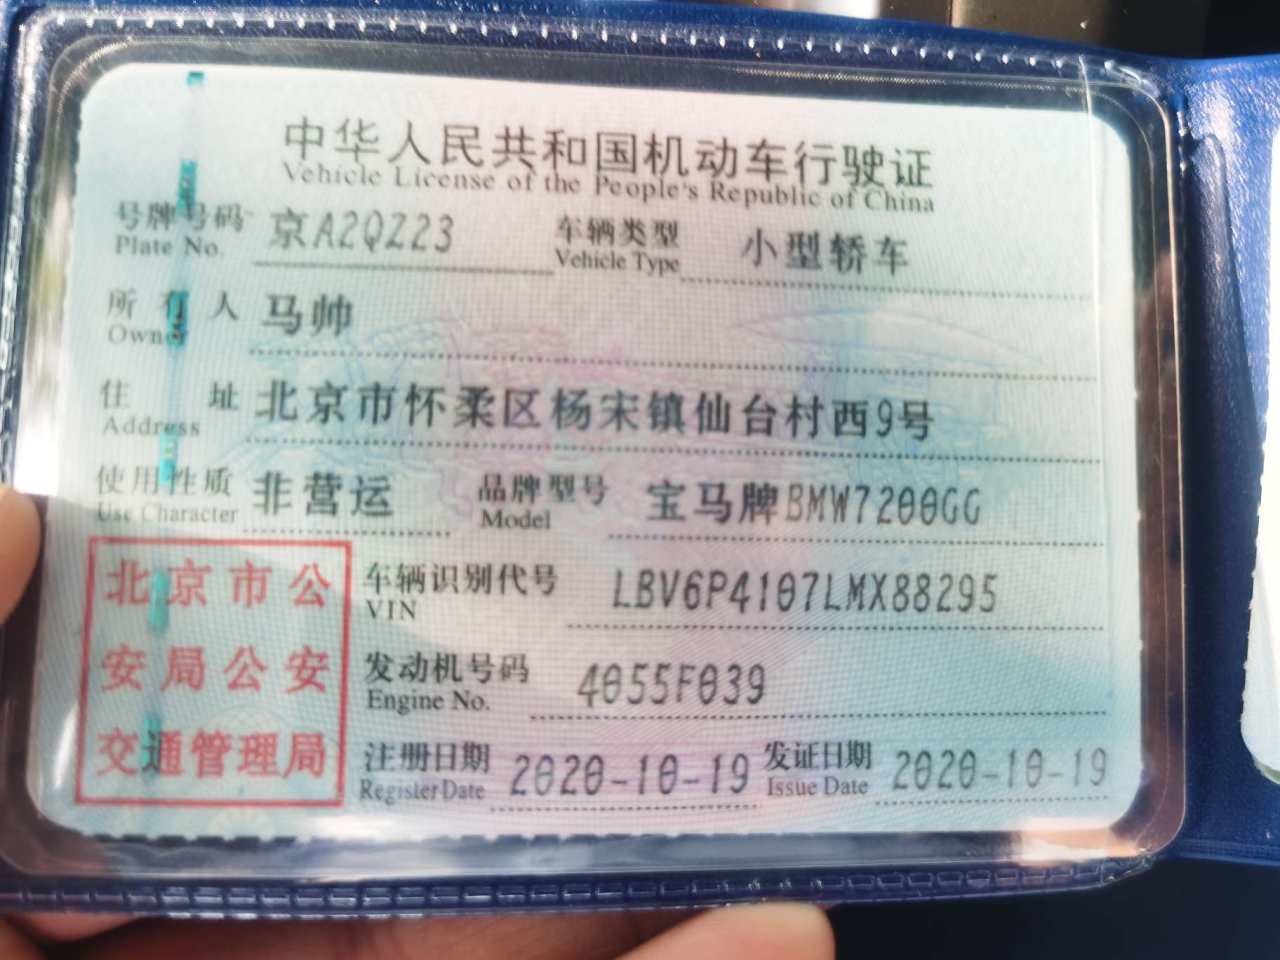 中华人民共和国机动车行驶证
Vehicle License of the People's Republic of China
号牌号码 京A2QZ23 车辆类型 小型轿车
Plate No. Vehicle Type
所有人 马帅
Owner
住址 北京市怀柔区杨宋镇仙台村西9号
Address
使用性质 非营运 品牌型号 宝马牌BMW7200GG
Use Character Model
北京市公
安局公安
交通管理局
车辆识别代号 LBV6P4107LMX88295
VIN
发动机号码 4055F039
Engine No.
注册日期 2020-10-19 发证日期 2020-10-19
Register Date Issue Date